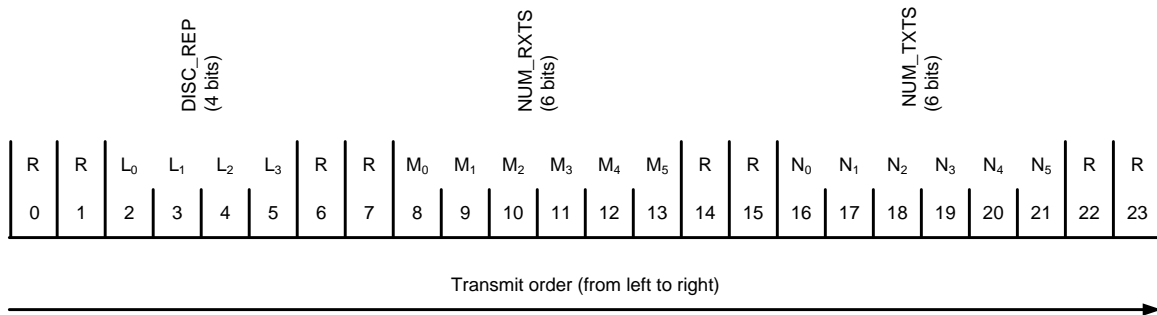 DISC_REP
(4 bits)
NUM_RXTS
(6 bits)
NUM_TXTS
(6 bits)
R R L₀ L₁ L₂ L₃ R R M₀ M₁ M₂ M₃ M₄ M₅ R R N₀ N₁ N₂ N₃ N₄ N₅ R R
0 1 2 3 4 5 6 7 8 9 10 11 12 13 14 15 16 17 18 19 20 21 22 23
Transmit order (from left to right)